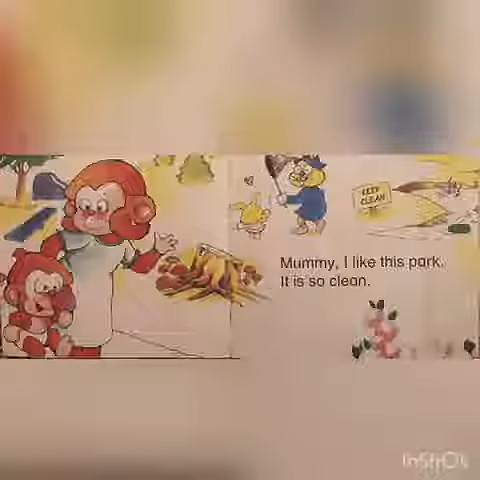 KEEP
CLEAN
Mummy, I like this park.
It is so clean.
InShOt